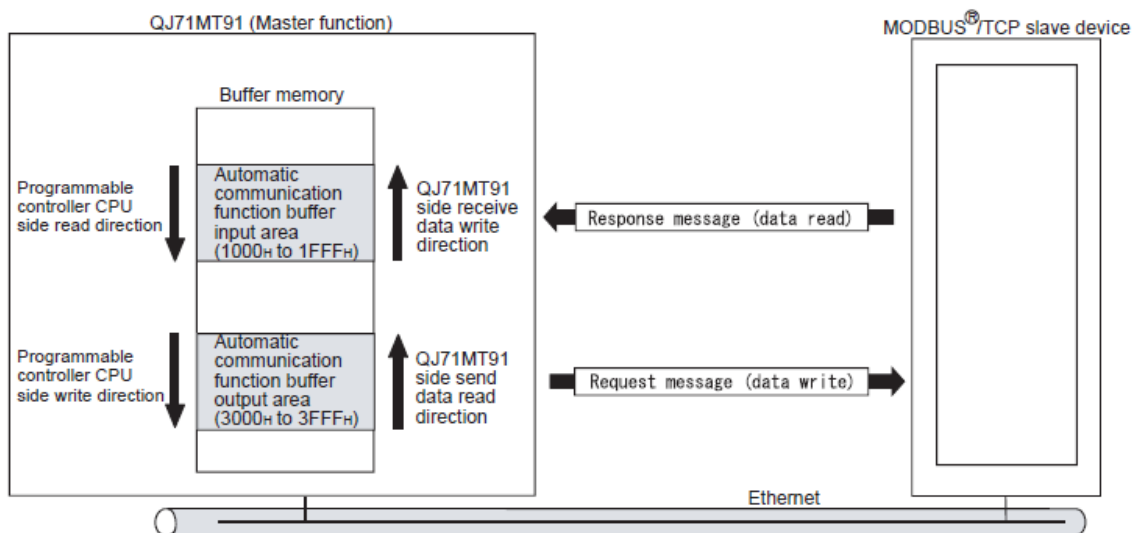 QJ71MT91 (Master function)
MODBUS®/TCP slave device
Buffer memory
Programmable
controller CPU
side read direction
Automatic
communication
function buffer
input area
(1000H to 1FFFH)
QJ71MT91
side receive
data write
direction
Response message (data read)
Programmable
controller CPU
side write direction
Automatic
communication
function buffer
output area
(3000H to 3FFFH)
QJ71MT91
side send
data read
direction
Request message (data write)
Ethernet